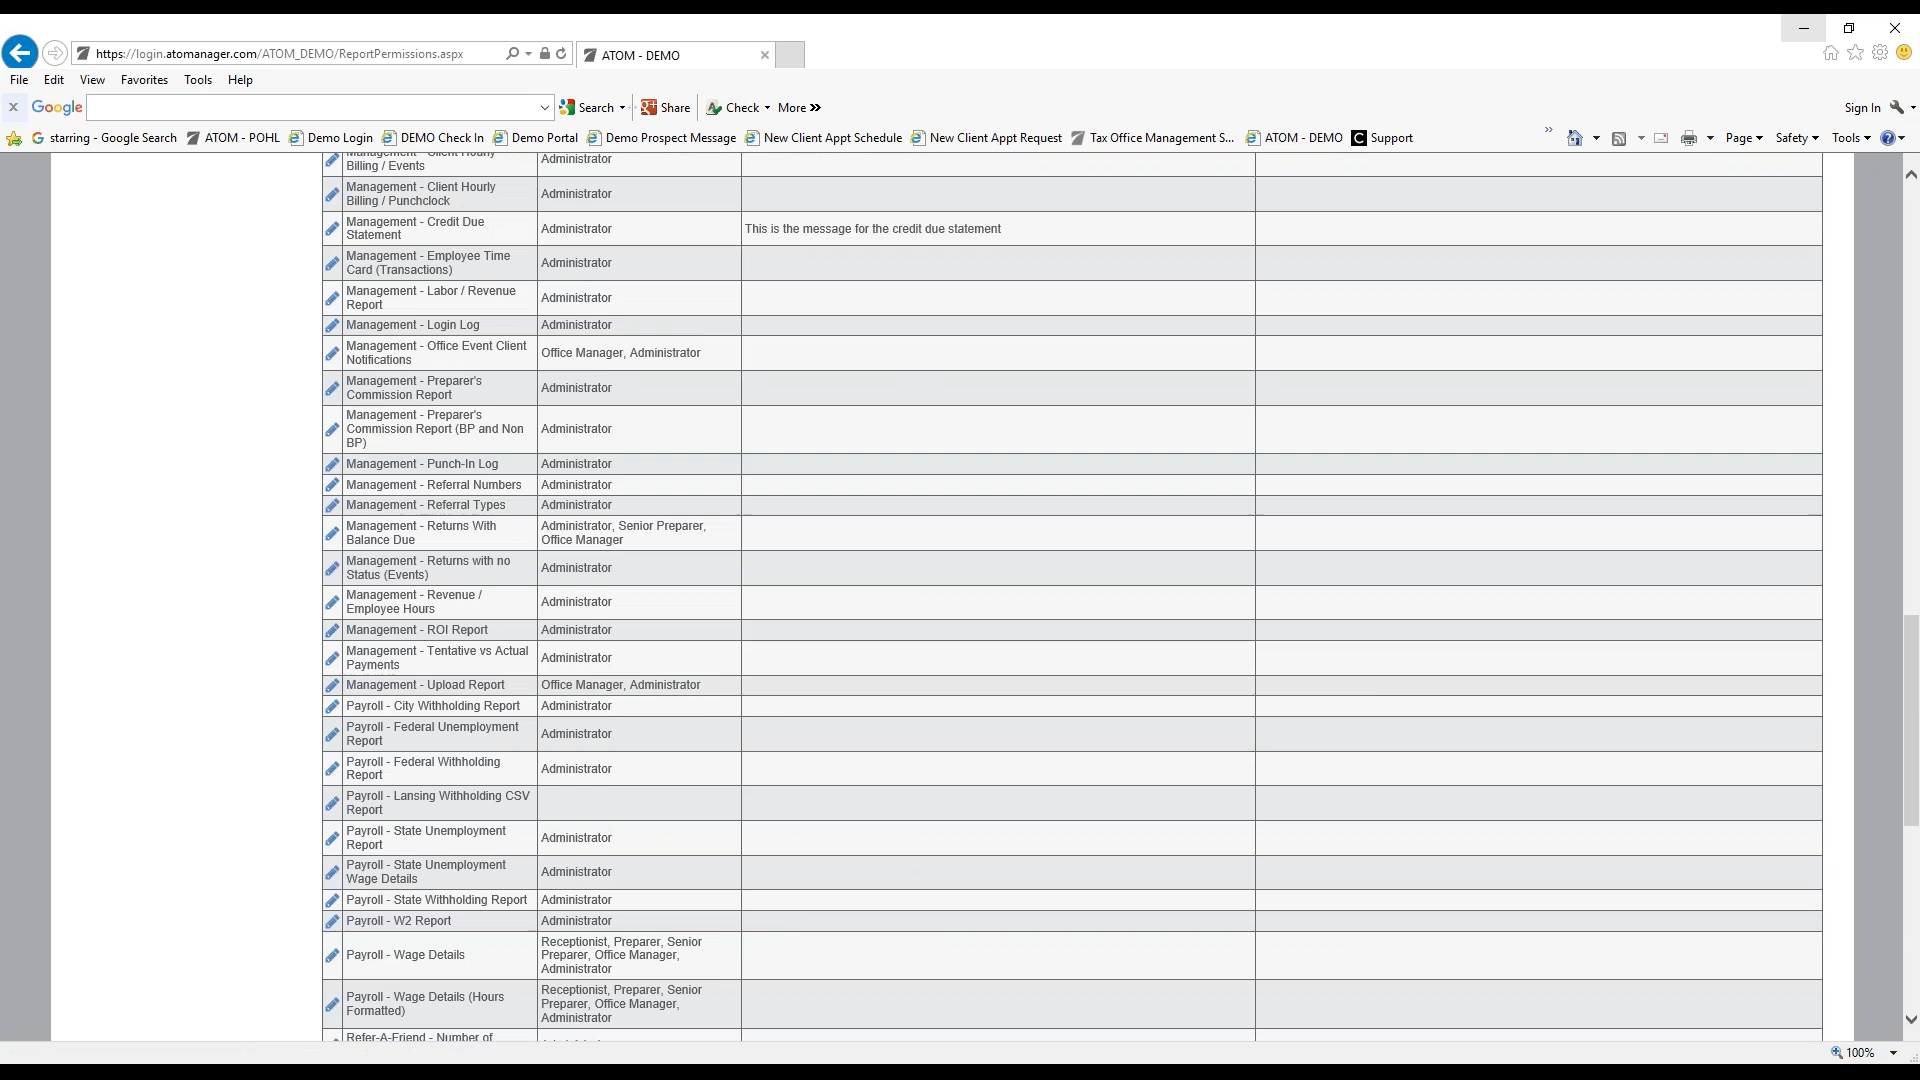 https://login.atomanager.com/ATOM_DEMO/ReportPermissions.aspx
ATOM - DEMO
File Edit View Favorites Tools Help
x Google Search Share Check More » Sign In
starring - Google Search ATOM - POHL Demo Login DEMO Check In Demo Portal Demo Prospect Message New Client Appt Schedule New Client Appt Request Tax Office Management S... ATOM - DEMO C Support » Page Safety Tools
Management - Client Hourly
Billing / Events Administrator
Management - Client Hourly
Billing / Punchclock
Administrator
Management - Credit Due
Statement
Administrator
This is the message for the credit due statement
Management - Employee Time
Card (Transactions)
Administrator
Management - Labor / Revenue
Report
Administrator
Management - Login Log Administrator
Management - Office Event Client
Notifications
Office Manager, Administrator
Management - Preparer's
Commission Report
Administrator
Management - Preparer's
Commission Report (BP and Non
BP)
Administrator
Management - Punch-In Log Administrator
Management - Referral Numbers Administrator
Management - Referral Types Administrator
Management - Returns With
Balance Due
Administrator, Senior Preparer,
Office Manager
Management - Returns with no
Status (Events)
Administrator
Management - Revenue /
Employee Hours
Administrator
Management - ROI Report Administrator
Management - Tentative vs Actual
Payments
Administrator
Management - Upload Report Office Manager, Administrator
Payroll - City Withholding Report Administrator
Payroll - Federal Unemployment
Report
Administrator
Payroll - Federal Withholding
Report
Administrator
Payroll - Lansing Withholding CSV
Report
Payroll - State Unemployment
Report
Administrator
Payroll - State Unemployment
Wage Details
Administrator
Payroll - State Withholding Report Administrator
Payroll - W2 Report Administrator
Payroll - Wage Details
Receptionist, Preparer, Senior
Preparer, Office Manager,
Administrator
Payroll - Wage Details (Hours
Formatted)
Receptionist, Preparer, Senior
Preparer, Office Manager,
Administrator
Refer-A-Friend - Number of
100%